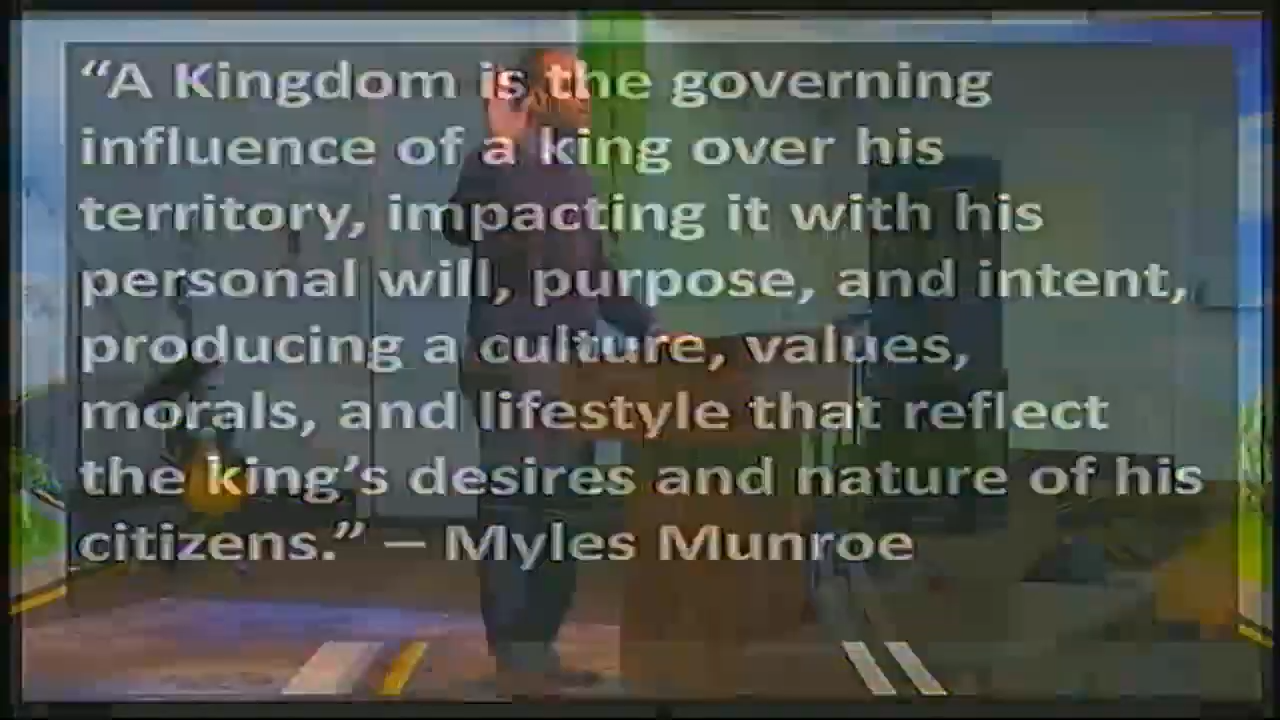 “A Kingdom is the governing
influence of a king over his
territory, impacting it with his
personal will, purpose, and intent,
producing a culture, values,
morals, and lifestyle that reflect
the king’s desires and nature of his
citizens.” – Myles Munroe